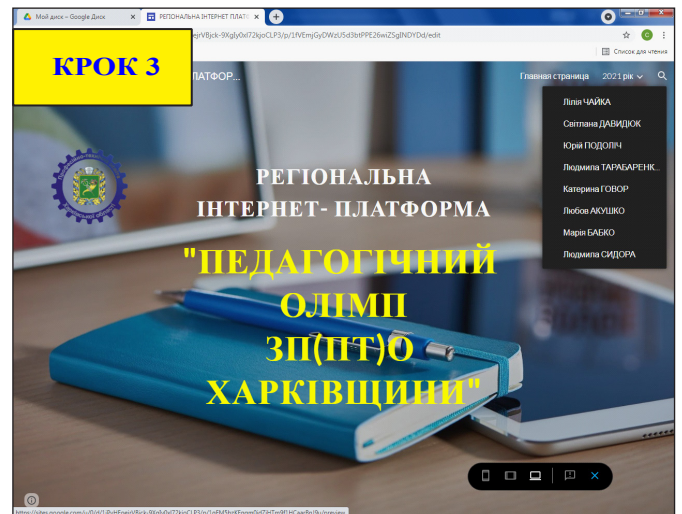 Мой диск – Google Диск
РЕГІОНАЛЬНА ІНТЕРНЕТ ПЛАТФ
Список для чтения
КРОК 3
ЛАТФОР...
Главная страница 2021 рік
Лілія ЧАЙКА
Світлана ДАВИДЮК
Юрій ПОДОЛІЧ
Людмила ТАРАБАРЕНК...
Катерина ГОВОР
Любов АКУШКО
Марія БАБКО
Людмила СИДОРА
РЕГІОНАЛЬНА
ІНТЕРНЕТ- ПЛАТФОРМА
"ПЕДАГОГІЧНИЙ
ОЛІМП
ЗП(ПТ)О
ХАРКІВЩИНИ"